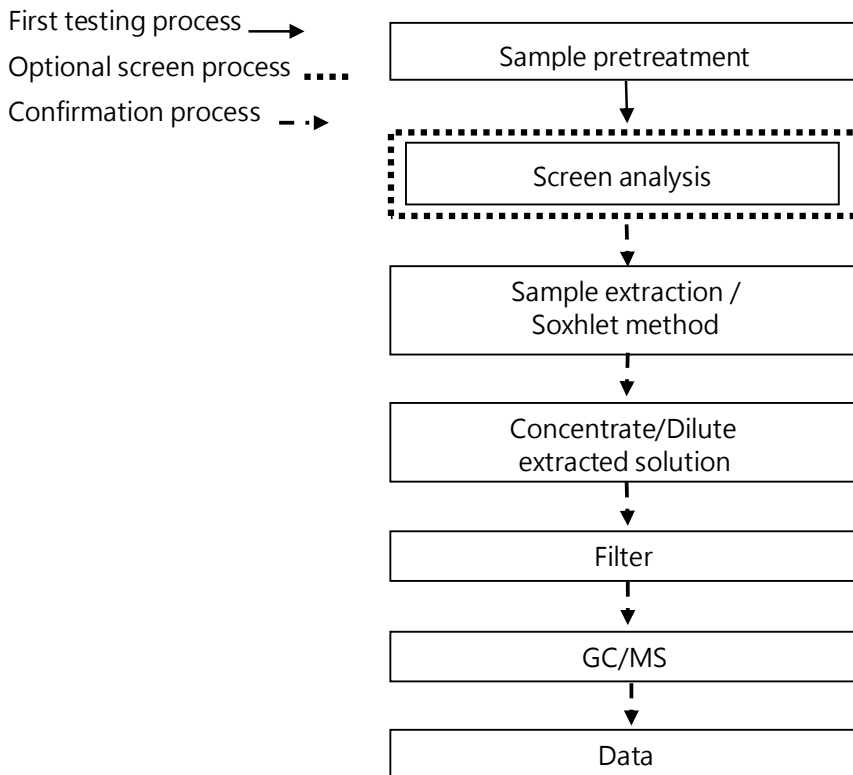 First testing process
Optional screen process
Confirmation process
Sample pretreatment
Screen analysis
Sample extraction /
Soxhlet method
Concentrate/Dilute
extracted solution
Filter
GC/MS
Data